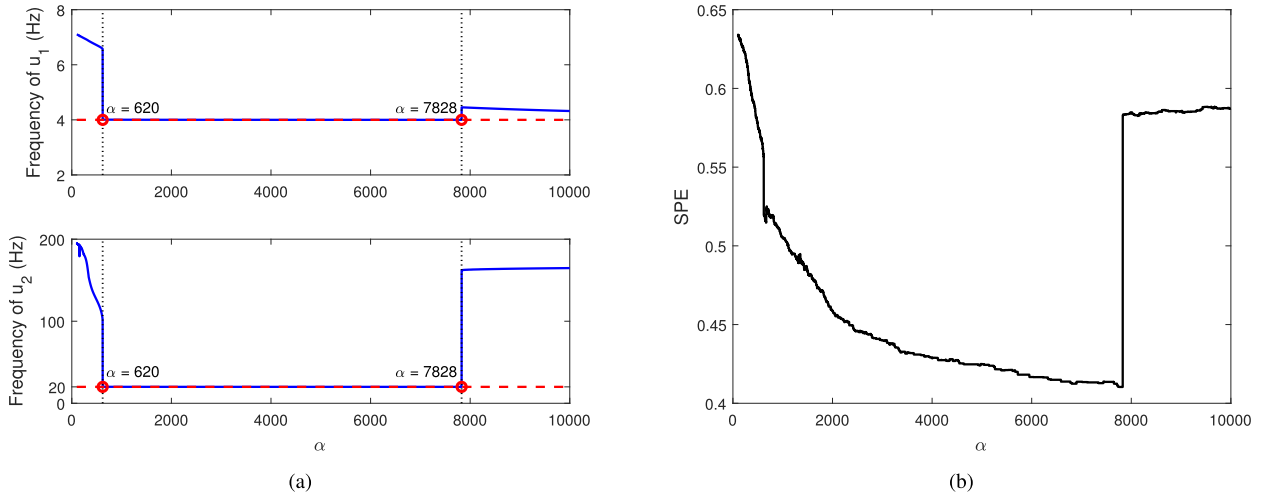 Frequency of u1 (Hz)
8
6
4
2
α = 620
α = 7828
0 2000 4000 6000 8000 10000
Frequency of u2 (Hz)
200
100
20
0
α = 620
α = 7828
0 2000 4000 6000 8000 10000
α
(a)
SPE
0.65
0.6
0.55
0.5
0.45
0.4
0 2000 4000 6000 8000 10000
α
(b)